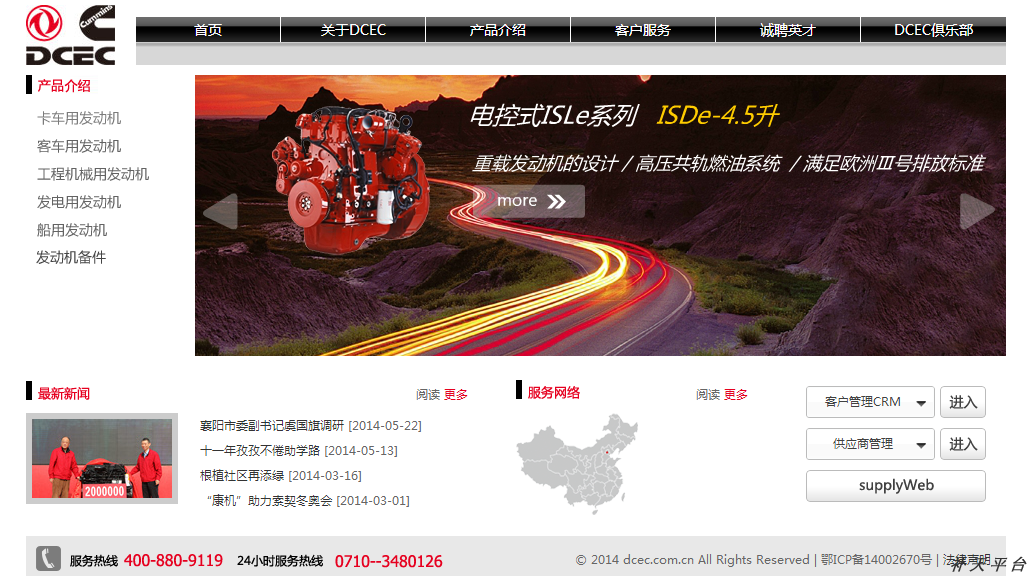 Cummins
DCEC
首页
关于DCEC
产品介绍
客户服务
诚聘英才
DCEC俱乐部
产品介绍
卡车用发动机
客车用发动机
工程机械用发动机
发电用发动机
船用发动机
发动机备件
电控式ISLe系列 ISDe-4.5升
重载发动机的设计 / 高压共轨燃油系统 / 满足欧洲Ⅲ号排放标准
more
最新新闻
阅读 更多
2000000
襄阳市委副书记虞国旗调研 [2014-05-22]
十一年孜孜不倦助学路 [2014-05-13]
根植社区再添绿 [2014-03-16]
“康机”助力索契冬奥会 [2014-03-01]
服务网络
阅读 更多
客户管理CRM
进入
供应商管理
进入
supplyWeb
服务热线 400-880-9119 24小时服务热线 0710--3480126
© 2014 dcec.com.cn All Rights Reserved | 鄂ICP备14002670号 | 法律声明